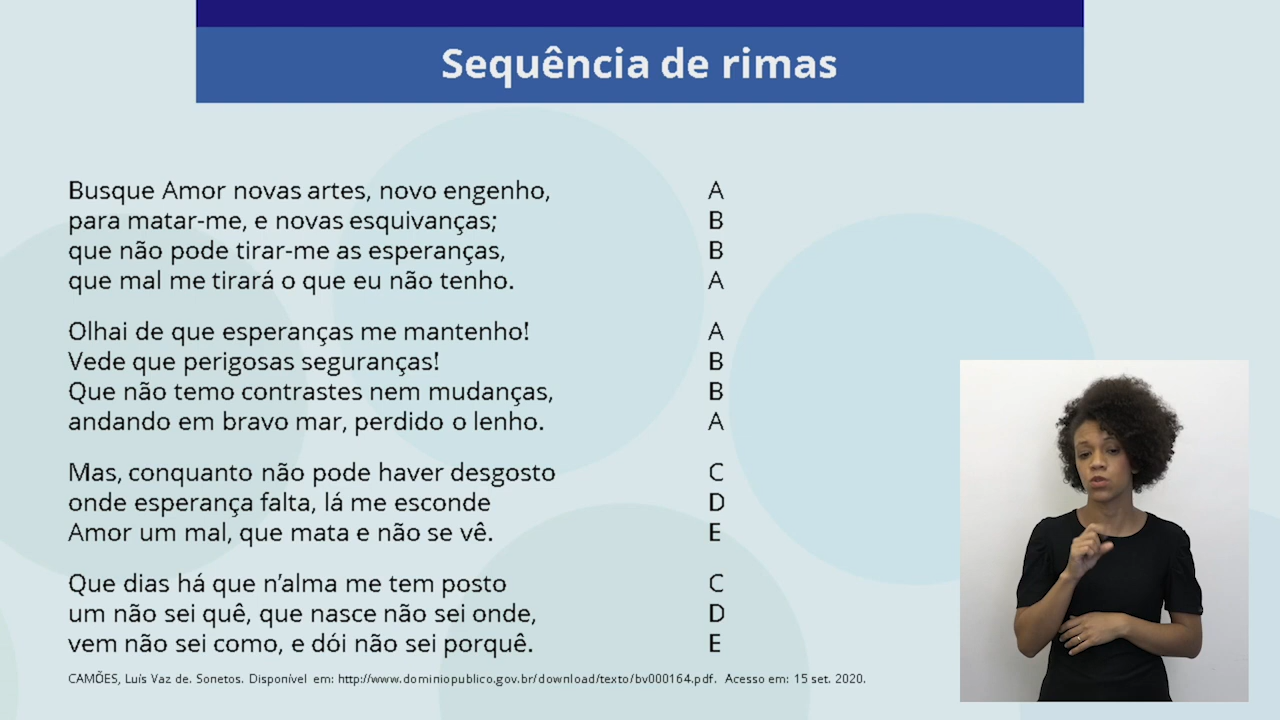 Sequência de rimas
Busque Amor novas artes, novo engenho, A
para matar-me, e novas esquivanças; B
que não pode tirar-me as esperanças, B
que mal me tirará o que eu não tenho. A
Olhai de que esperanças me mantenho! A
Vede que perigosas seguranças! B
Que não temo contrastes nem mudanças, B
andando em bravo mar, perdido o lenho. A
Mas, conquanto não pode haver desgosto C
onde esperança falta, lá me esconde D
Amor um mal, que mata e não se vê. E
Que dias há que n’alma me tem posto C
um não sei quê, que nasce não sei onde, D
vem não sei como, e dói não sei porquê. E
CAMÕES, Luís Vaz de. Sonetos. Disponível em: http://www.dominiopublico.gov.br/download/texto/bv000164.pdf. Acesso em: 15 set. 2020.